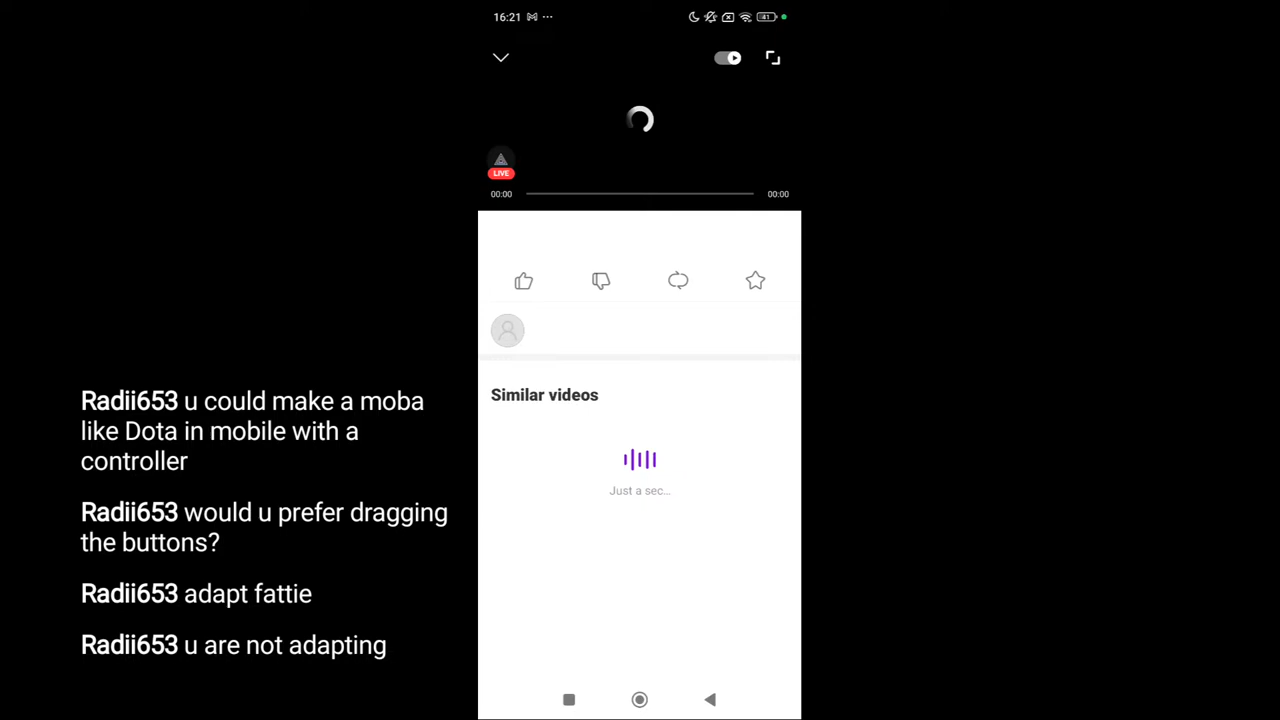 16:21
41
LIVE
00:00
00:00
Similar videos
Just a sec...
Radii653 u could make a moba
like Dota in mobile with a
controller
Radii653 would u prefer dragging
the buttons?
Radii653 adapt fattie
Radii653 u are not adapting